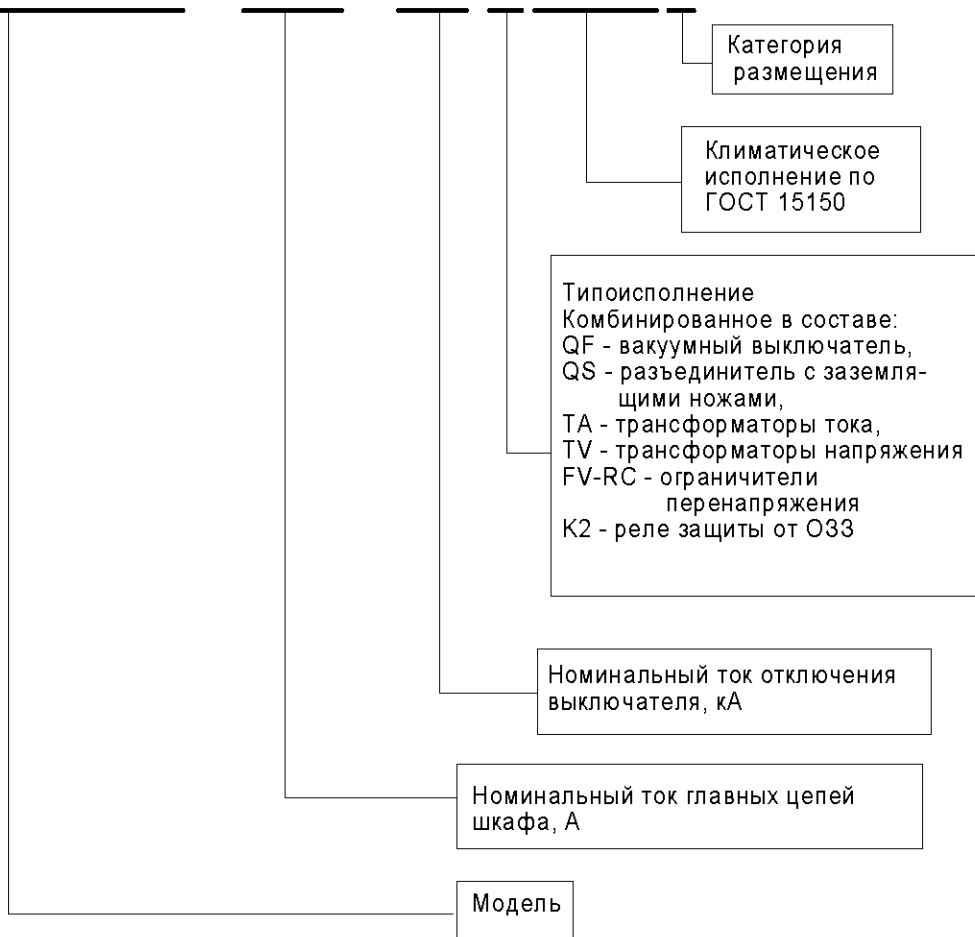 Категория
размещения
Климатическое
исполнение по
ГОСТ 15150
Типоисполнение
Комбинированное в составе:
QF - вакуумный выключатель,
QS - разъединитель с заземля-
щими ножами,
TA - трансформаторы тока,
TV - трансформаторы напряжения
FV-RC - ограничители
перенапряжения
K2 - реле защиты от ОЗЗ
Номинальный ток отключения
выключателя, кА
Номинальный ток главных цепей
шкафа, А
Модель